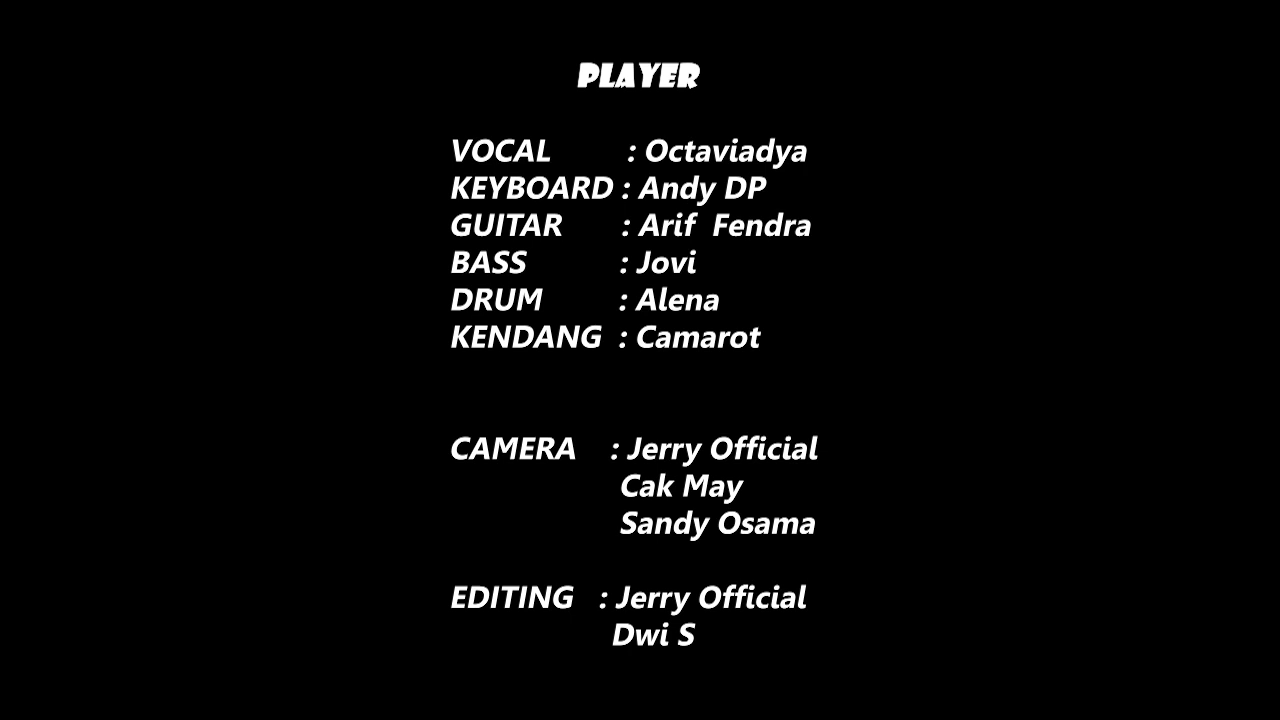 PLAYER
VOCAL : Octaviadya
KEYBOARD : Andy DP
GUITAR : Arif Fendra
BASS : Jovi
DRUM : Alena
KENDANG : Camarot
CAMERA : Jerry Official
Cak May
Sandy Osama
EDITING : Jerry Official
Dwi S